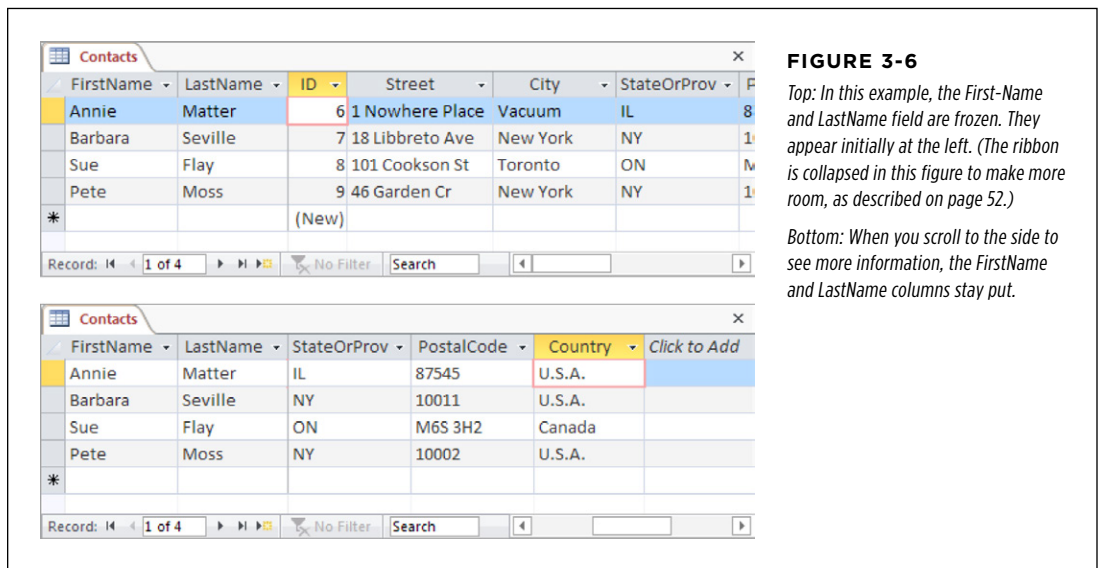 Contacts
FirstName LastName ID Street City StateOrProv P
Annie Matter 6 1 Nowhere Place Vacuum IL 8
Barbara Seville 7 18 Libbreto Ave New York NY 1
Sue Flay 8 101 Cookson St Toronto ON M
Pete Moss 9 46 Garden Cr New York NY 1
* (New)
Record: 1 of 4 No Filter Search
Contacts
FirstName LastName StateOrProv PostalCode Country Click to Add
Annie Matter IL 87545 U.S.A.
Barbara Seville NY 10011 U.S.A.
Sue Flay ON M6S 3H2 Canada
Pete Moss NY 10002 U.S.A.
*
Record: 1 of 4 No Filter Search
FIGURE 3-6
Top: In this example, the First-Name
and LastName field are frozen. They
appear initially at the left. (The ribbon
is collapsed in this figure to make more
room, as described on page 52.)
Bottom: When you scroll to the side to
see more information, the FirstName
and LastName columns stay put.